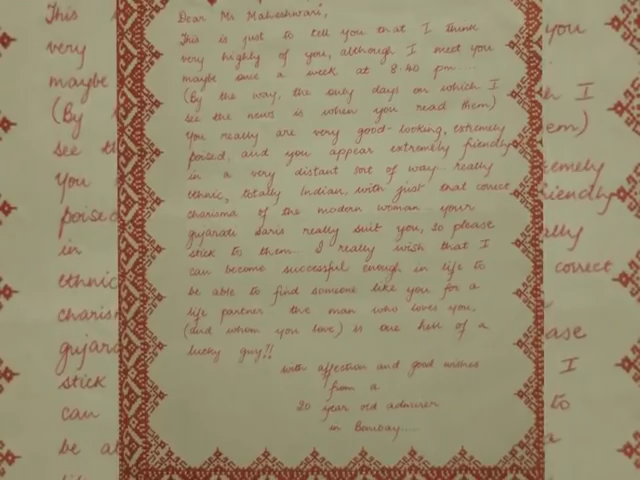 Dear Ms Maheshwari,
This is just to tell you that I think
very highly of you, although I meet you
maybe once a week at 8.40 pm....
(By the way, the only days on which I
see the news is when you read them)
You really are very good-looking, extremely
poised, and you appear extremely friendly
in a very distant sort of way... really
ethnic, totally Indian, with just that correct
charisma of the modern woman... your
gujarati saris really suit you, so please
stick to them... I really wish that I
can become successful enough in life to
be able to find someone like you for a
life partner. the man who loves you,
(and whom you love) is one hell of a
lucky guy!!
with affection and good wishes
from a
20 year old admirer
in Bombay....